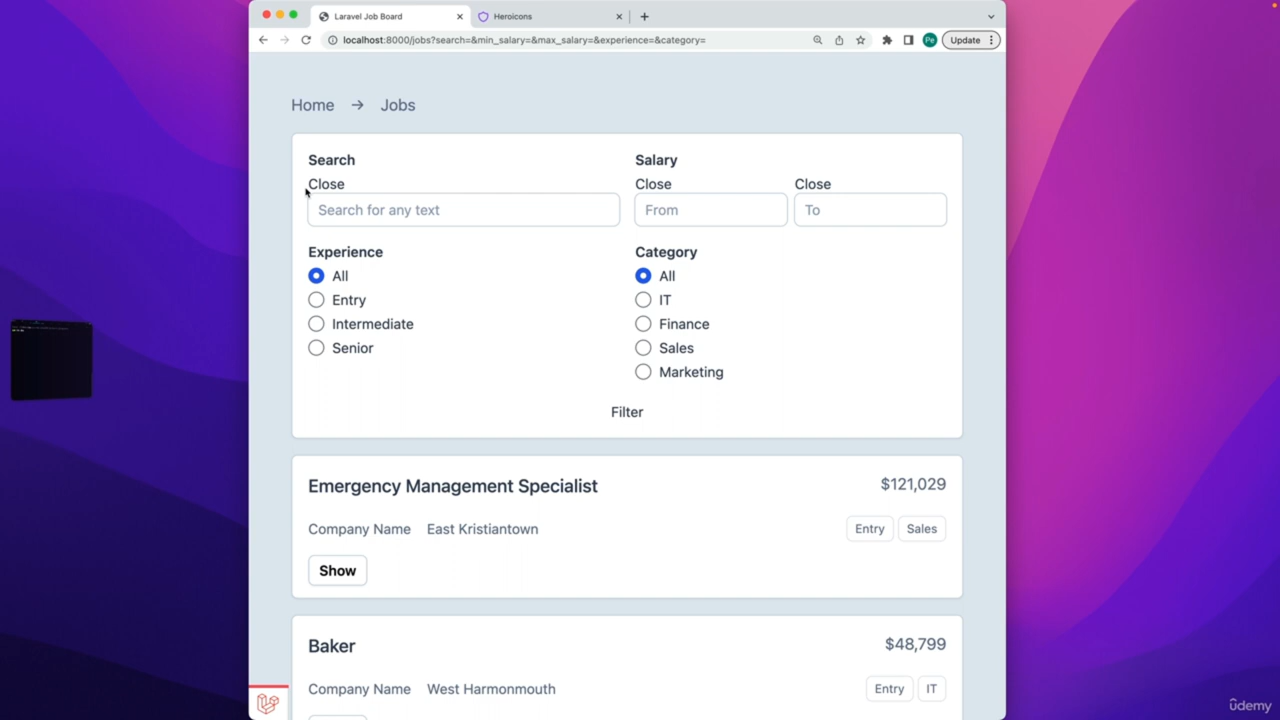 Laravel Job Board
Heroicons
localhost:8000/jobs?search=&min_salary=&max_salary=&experience=&category=
Pe
Update
Home → Jobs
Search
Close
Search for any text
Salary
Close
Close
From
To
Experience
All
Entry
Intermediate
Senior
Category
All
IT
Finance
Sales
Marketing
Filter
Emergency Management Specialist
$121,029
Company Name East Kristiantown
Entry Sales
Show
Baker
$48,799
Company Name West Harmonmouth
Entry IT
ûdemy